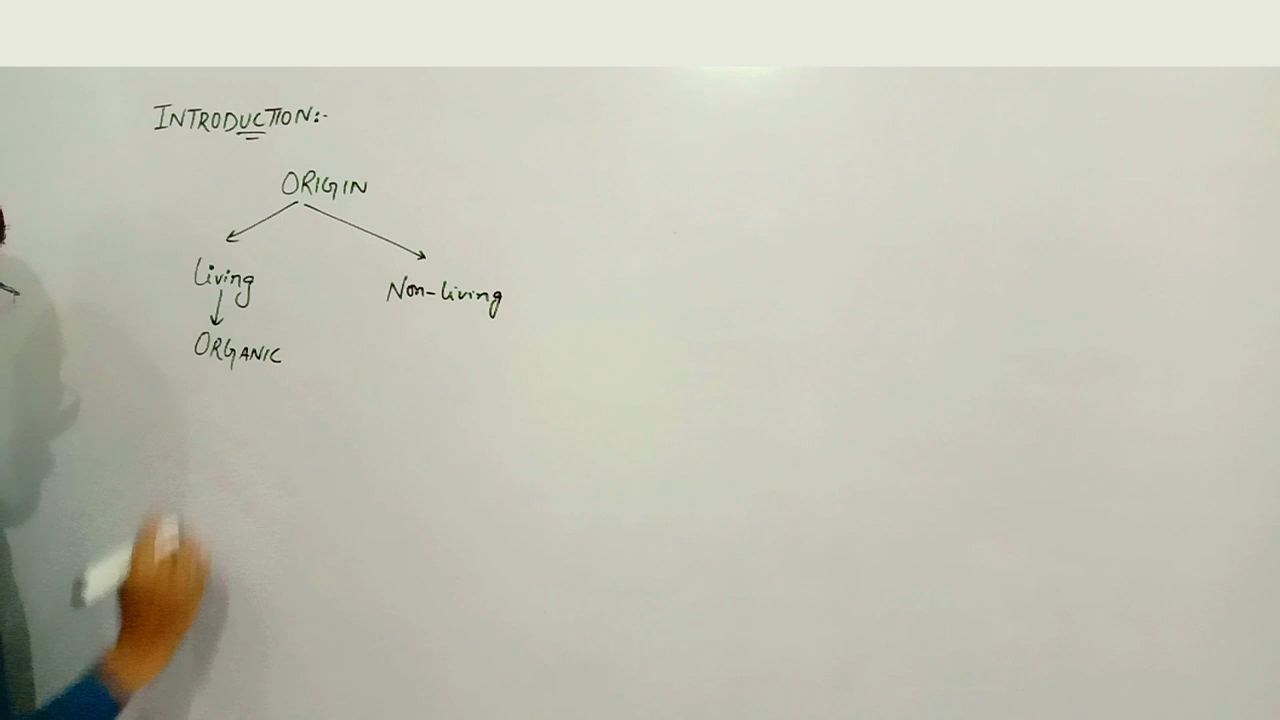 INTRODUCTION:-
ORIGIN
Living
Non-living
ORGANIC